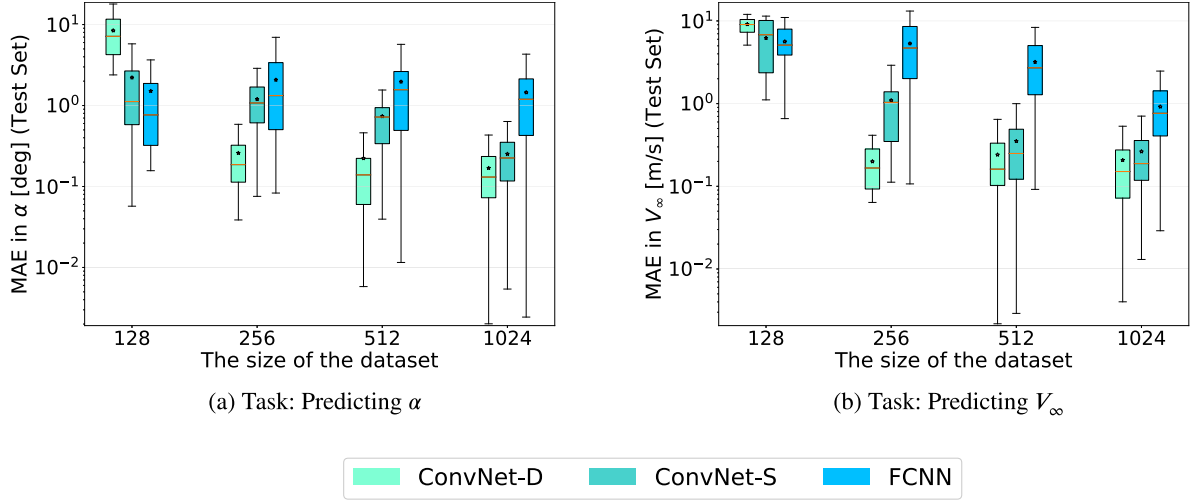 MAE in α [deg] (Test Set)
10¹
10⁰
10⁻¹
10⁻²
128 256 512 1024
The size of the dataset
(a) Task: Predicting α
MAE in V∞ [m/s] (Test Set)
10¹
10⁰
10⁻¹
10⁻²
128 256 512 1024
The size of the dataset
(b) Task: Predicting V∞
ConvNet-D ConvNet-S FCNN